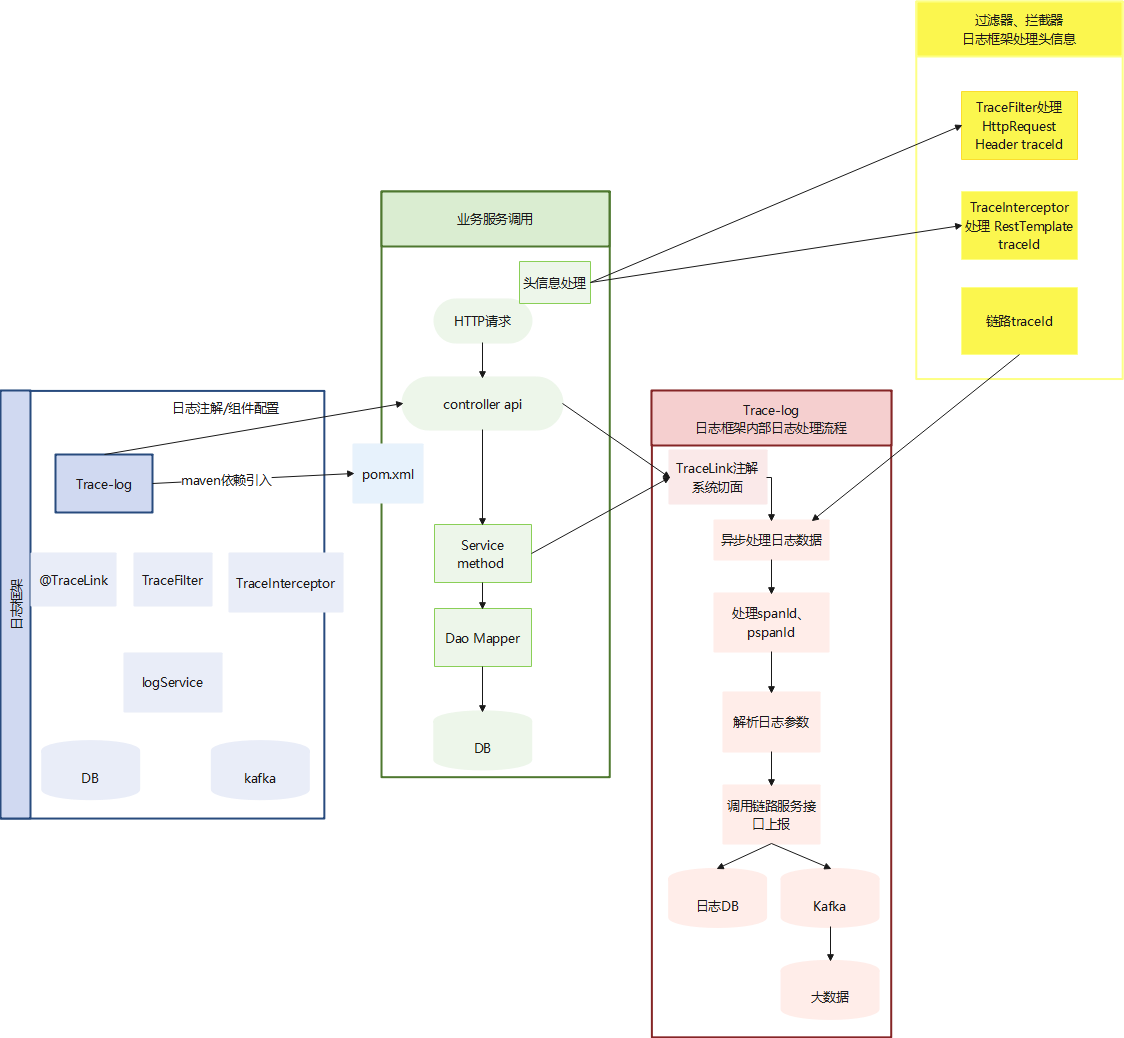 过滤器、拦截器
日志框架处理头信息
TraceFilter处理
HttpRequest
Header traceId
TraceInterceptor
处理 RestTemplate
traceId
链路traceId
业务服务调用
头信息处理
HTTP请求
controller api
pom.xml
Service
method
Dao Mapper
DB
日志框架
日志注解/组件配置
Trace-log
maven依赖引入
@TraceLink
TraceFilter
TraceInterceptor
logService
DB
kafka
Trace-log
日志框架内部日志处理流程
TraceLink注解
系统切面
异步处理日志数据
处理spanId、
pspanId
解析日志参数
调用链路服务接
口上报
日志DB
Kafka
大数据